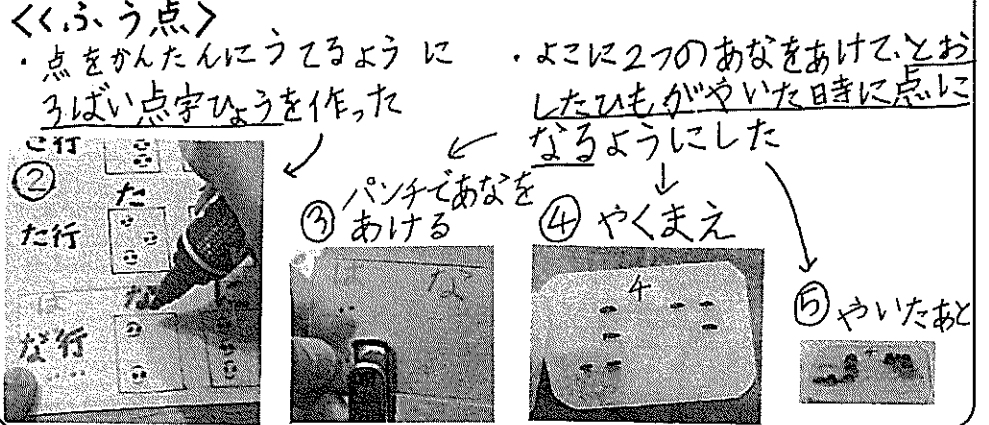 〈くふう点〉
・点をかんたんにうてるように
3ばい点字ひょうを作った
・よこに2つのあなをあけて、とお
したひもがやいた時に点に
なるようにした
②
た
た行
な
な行
③ パンチであなを
あける
な
④ やくまえ
4
⑤ やいたあと